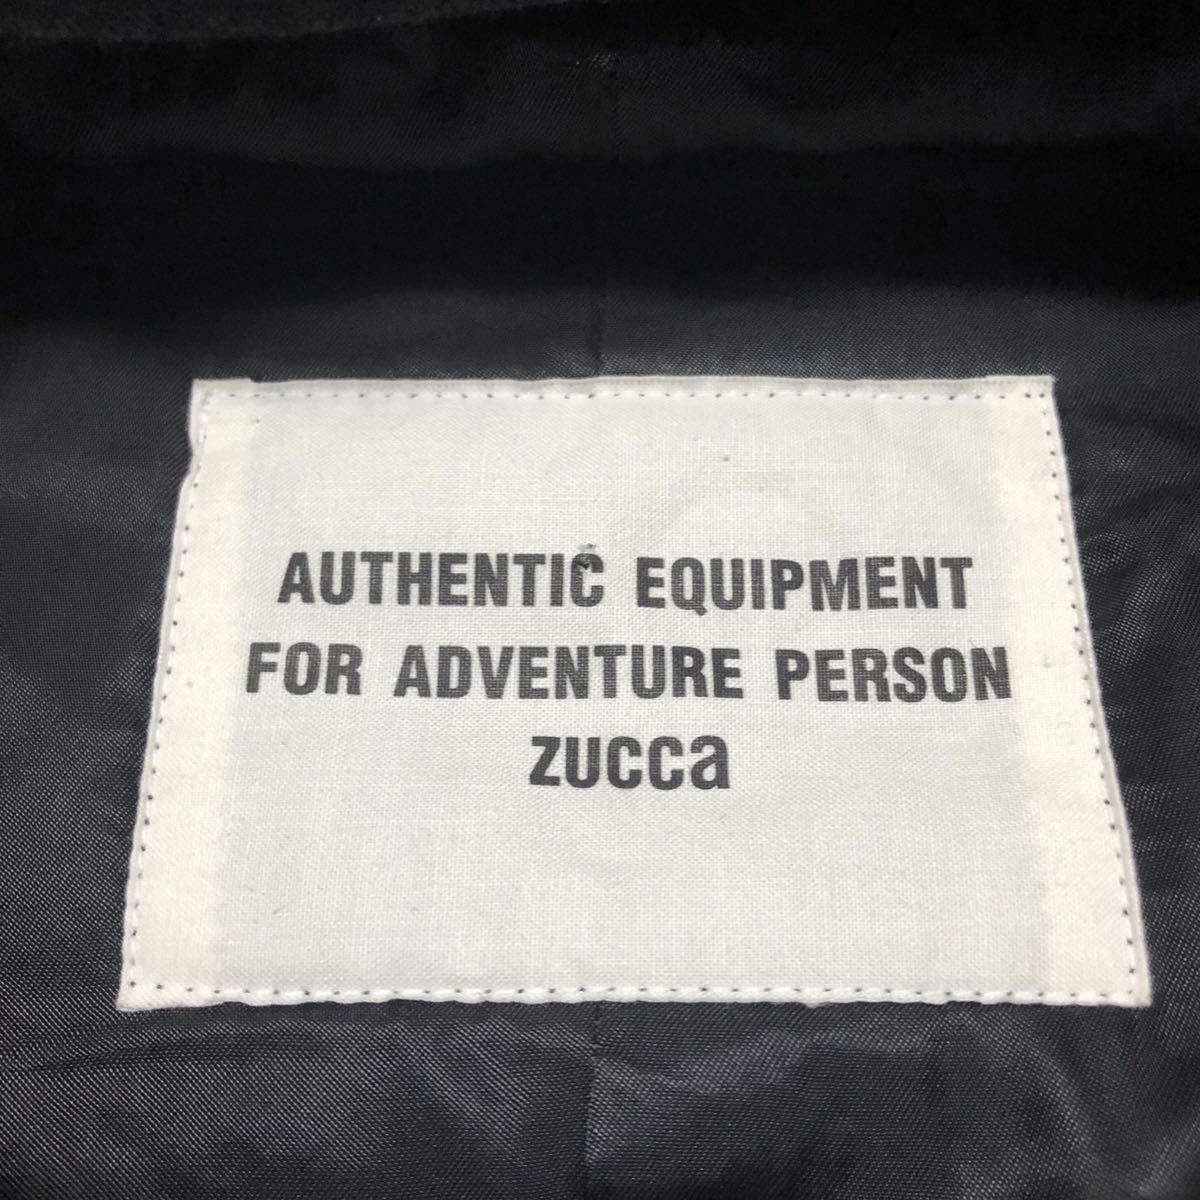 AUTHENTIC EQUIPMENT
FOR ADVENTURE PERSON
zucca